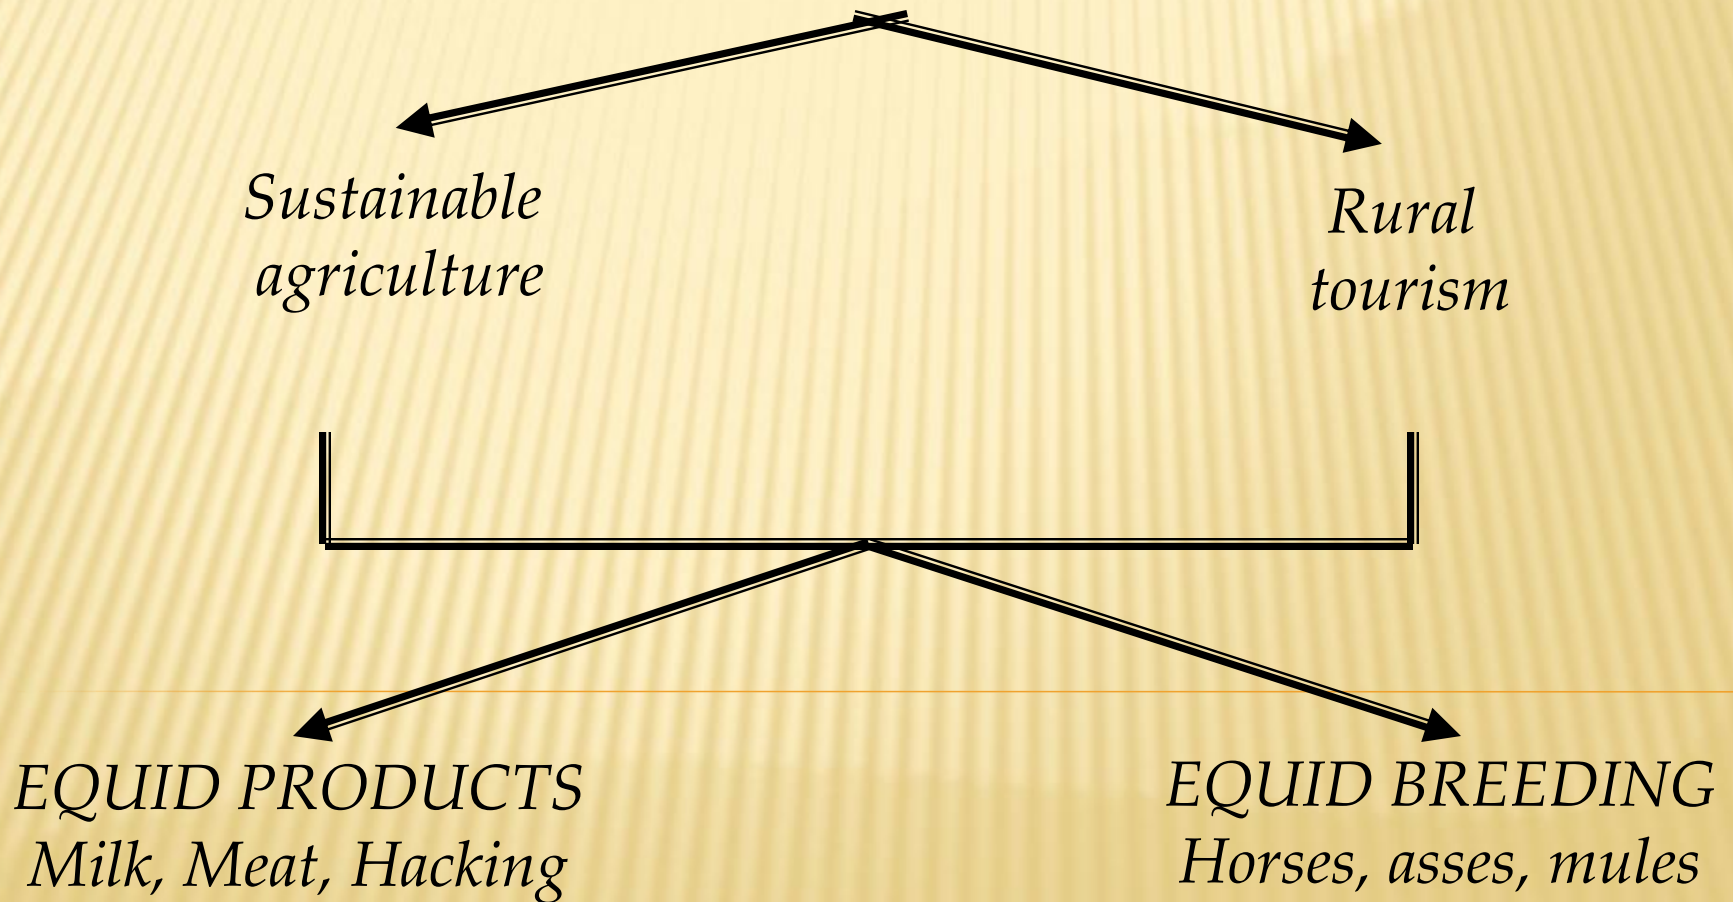 Sustainable
agriculture
Rural
tourism
EQUID PRODUCTS
Milk, Meat, Hacking
EQUID BREEDING
Horses, asses, mules